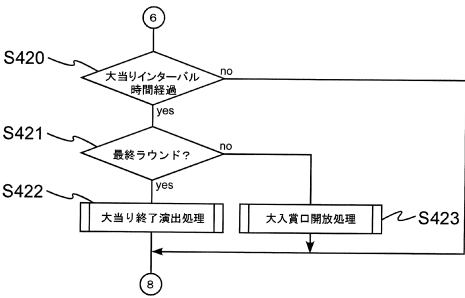 6
S420
大当りインターバル
時間経過
no
yes
S421
最終ラウンド?
no
yes
S422
大当り終了演出処理
大入賞口開放処理
S423
8